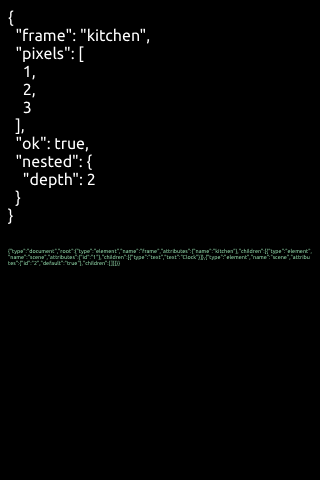 {
  "frame": "kitchen",
  "pixels": [
    1,
    2,
    3
  ],
  "ok": true,
  "nested": {
    "depth": 2
  }
}
{"type":"document","root":{"type":"element","name":"frame","attributes":{"name":"kitchen"},"children":[{"type":"element",
"name":"scene","attributes":{"id":"1"},"children":[{"type":"text","text":"Clock"}]},{"type":"element","name":"scene","attribu
tes":{"id":"2","default":"true"},"children":[]}]}}